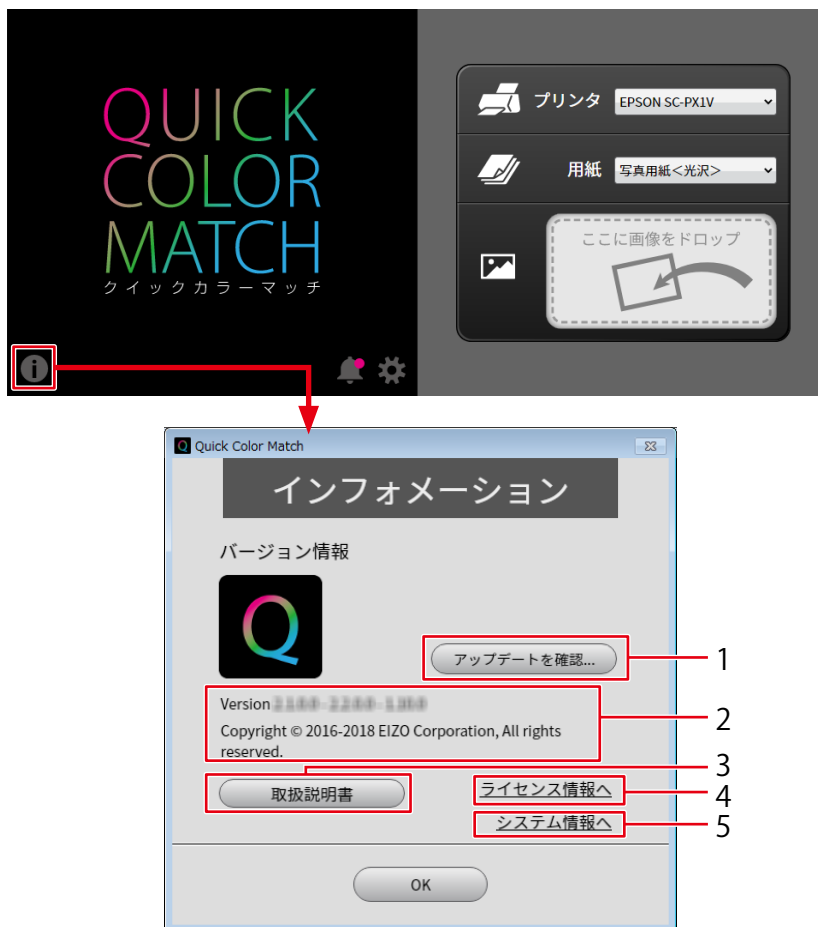 QUICK
COLOR
MATCH
クイックカラーマッチ
プリンタ
EPSON SC-PX1V
用紙
写真用紙＜光沢＞
ここに画像をドロップ
Quick Color Match
インフォメーション
バージョン情報
Q
アップデートを確認...
1
Version
Copyright © 2016-2018 EIZO Corporation, All rights
reserved.
2
3
取扱説明書
ライセンス情報へ
4
システム情報へ
5
OK